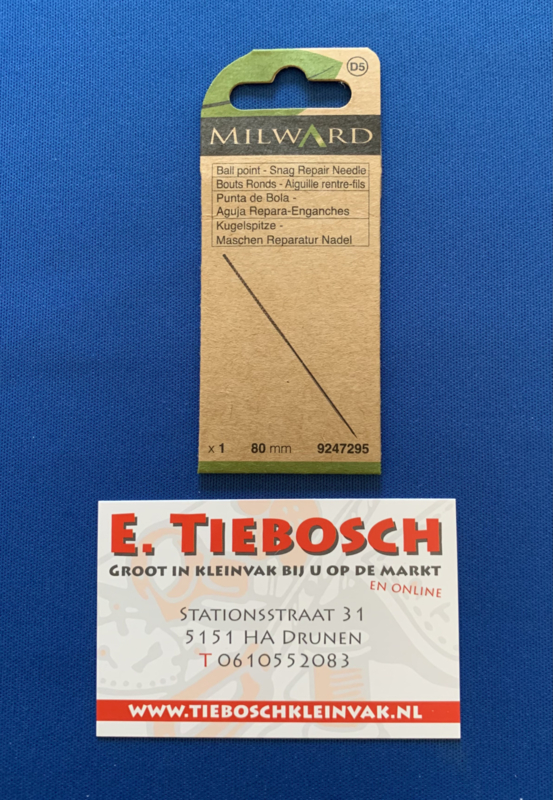 D5
MILWARD
Ball point - Snag Repair Needle
Bouts Ronds - Aiguille rentre-fils
Punta de Bola -
Aguja Repara-Enganches
Kugelspitze -
Maschen Reparatur Nadel
x 1 80 mm 9247295
E. TIEBOSCH
GROOT IN KLEINVAK BIJ U OP DE MARKT
EN ONLINE
STATIONSSTRAAT 31
5151 HA DRUNEN
T 0610552083
WWW.TIEBOSCHKLEINVAK.NL